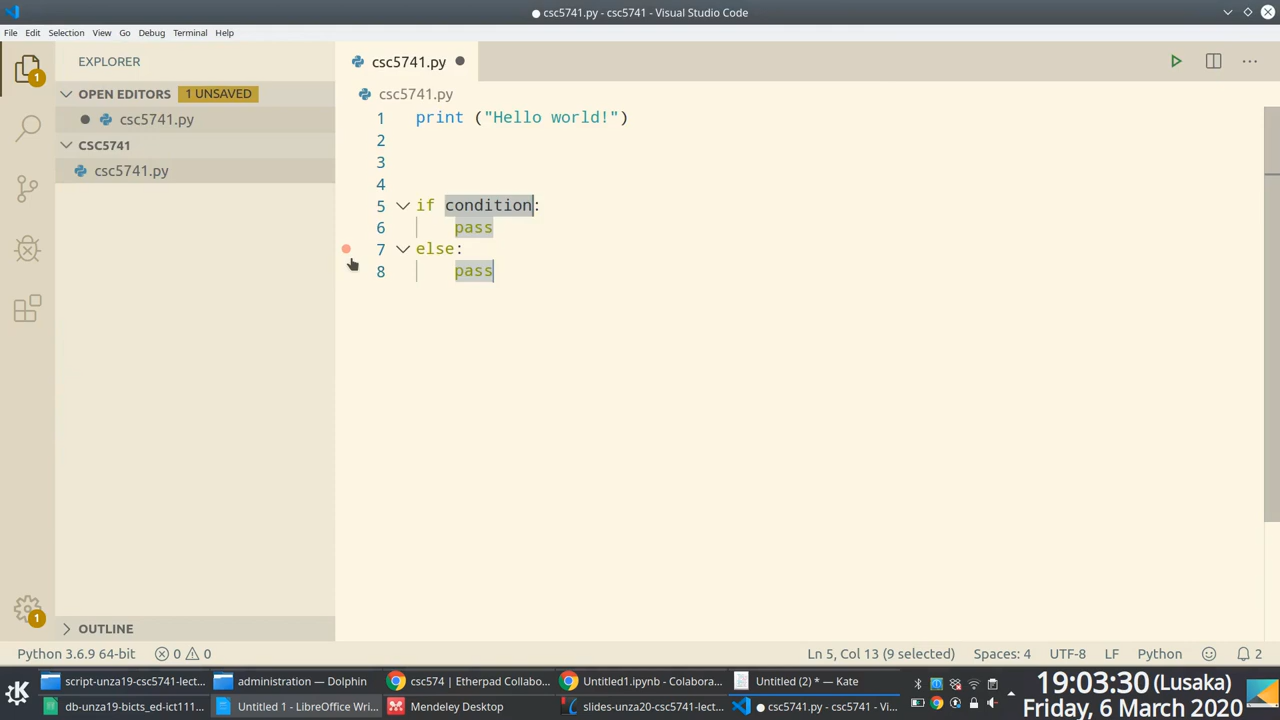 csc5741.py - csc5741 - Visual Studio Code
File Edit Selection View Go Debug Terminal Help
EXPLORER
csc5741.py
1
OPEN EDITORS 1 UNSAVED
csc5741.py
csc5741.py
CSC5741
csc5741.py
1 print ("Hello world!")
2
3
4
5 if condition:
6 pass
7 else:
8 pass
1
OUTLINE
Python 3.6.9 64-bit 0 0 Ln 5, Col 13 (9 selected) Spaces: 4 UTF-8 LF Python 2
script-unza19-csc5741-lect... administration — Dolphin csc574 | Etherpad Collabo... Untitled1.ipynb - Colabora... Untitled (2) * — Kate
db-unza19-bicts_ed-ict111... Untitled 1 - LibreOffice Wri... Mendeley Desktop slides-unza20-csc5741-lect... csc5741.py - csc5741 - Vi...
19:03:30 (Lusaka)
Friday, 6 March 2020